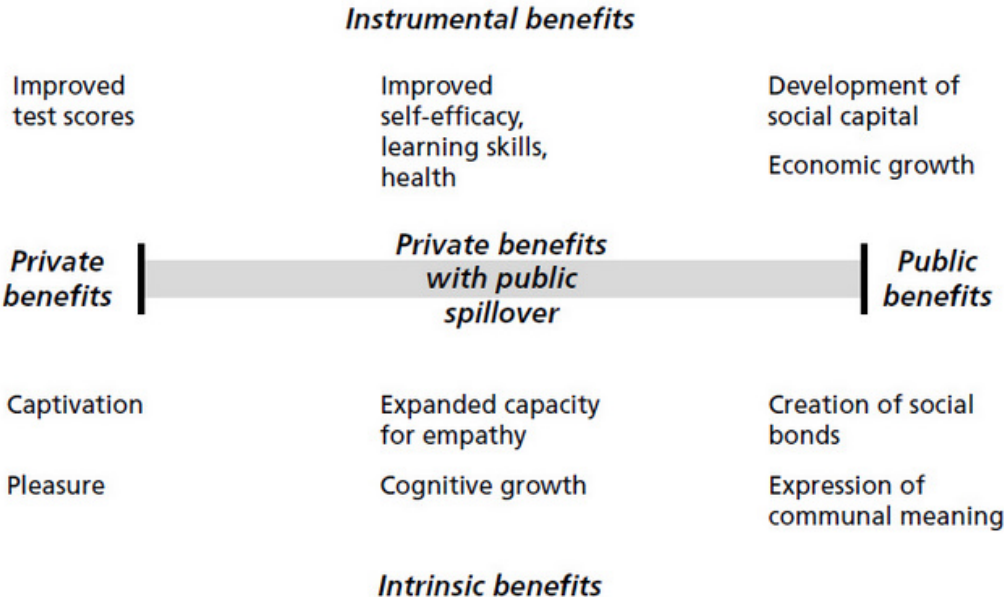 Instrumental benefits
Improved
test scores
Improved
self-efficacy,
learning skills,
health
Development of
social capital
Economic growth
Private
benefits
Private benefits
with public
spillover
Public
benefits
Captivation
Pleasure
Expanded capacity
for empathy
Cognitive growth
Creation of social
bonds
Expression of
communal meaning
Intrinsic benefits